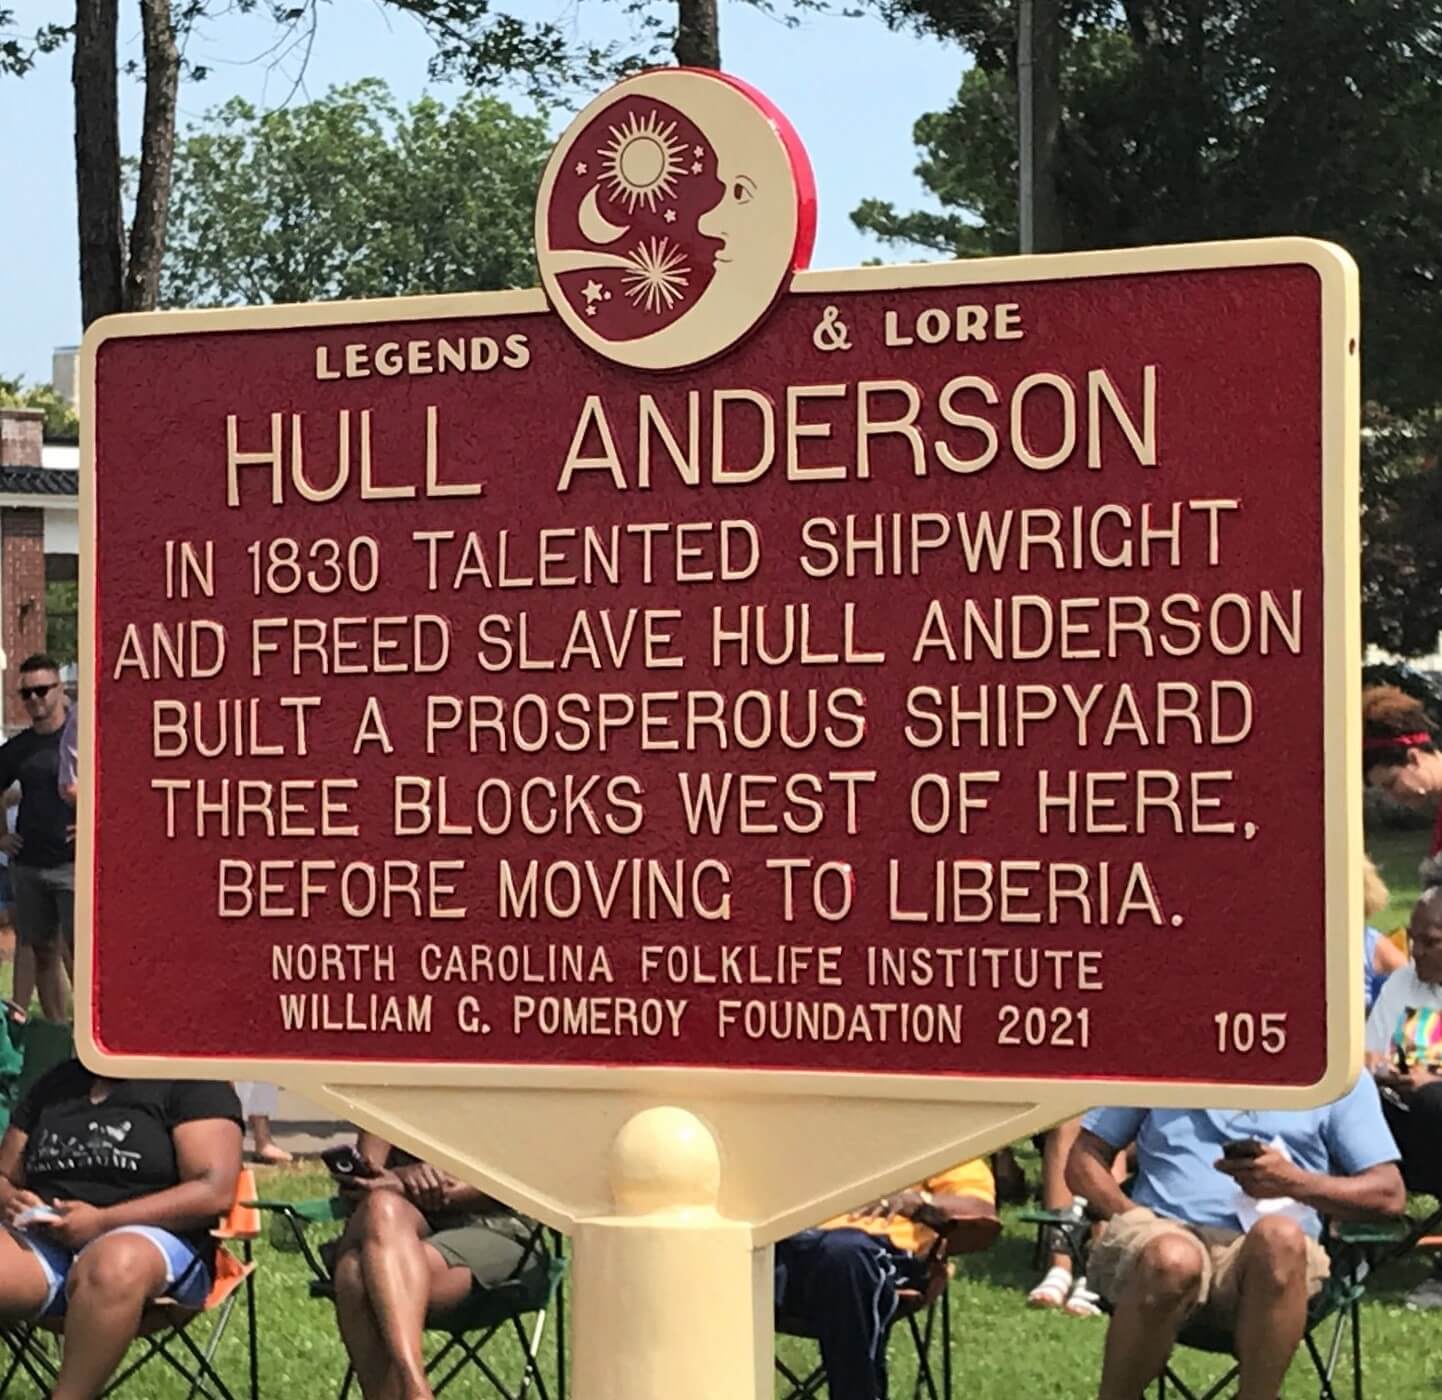 LEGENDS & LORE
HULL ANDERSON
IN 1830 TALENTED SHIPWRIGHT
AND FREED SLAVE HULL ANDERSON
BUILT A PROSPEROUS SHIPYARD
THREE BLOCKS WEST OF HERE,
BEFORE MOVING TO LIBERIA.
NORTH CAROLINA FOLKLIFE INSTITUTE
WILLIAM G. POMEROY FOUNDATION 2021 105